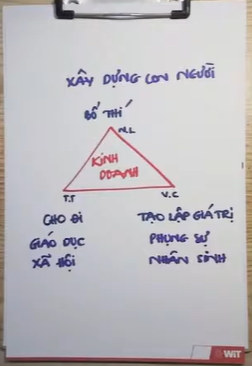 XÂY DỰNG CON NGƯỜI
BỐ THÍ
N.L
KINH
DOANH
T.T
V.C
CHO ĐI
GIÁO DỤC
XÃ HỘI
TẠO LẬP GIÁ TRỊ
PHỤNG SỰ
NHÂN SINH
WIT